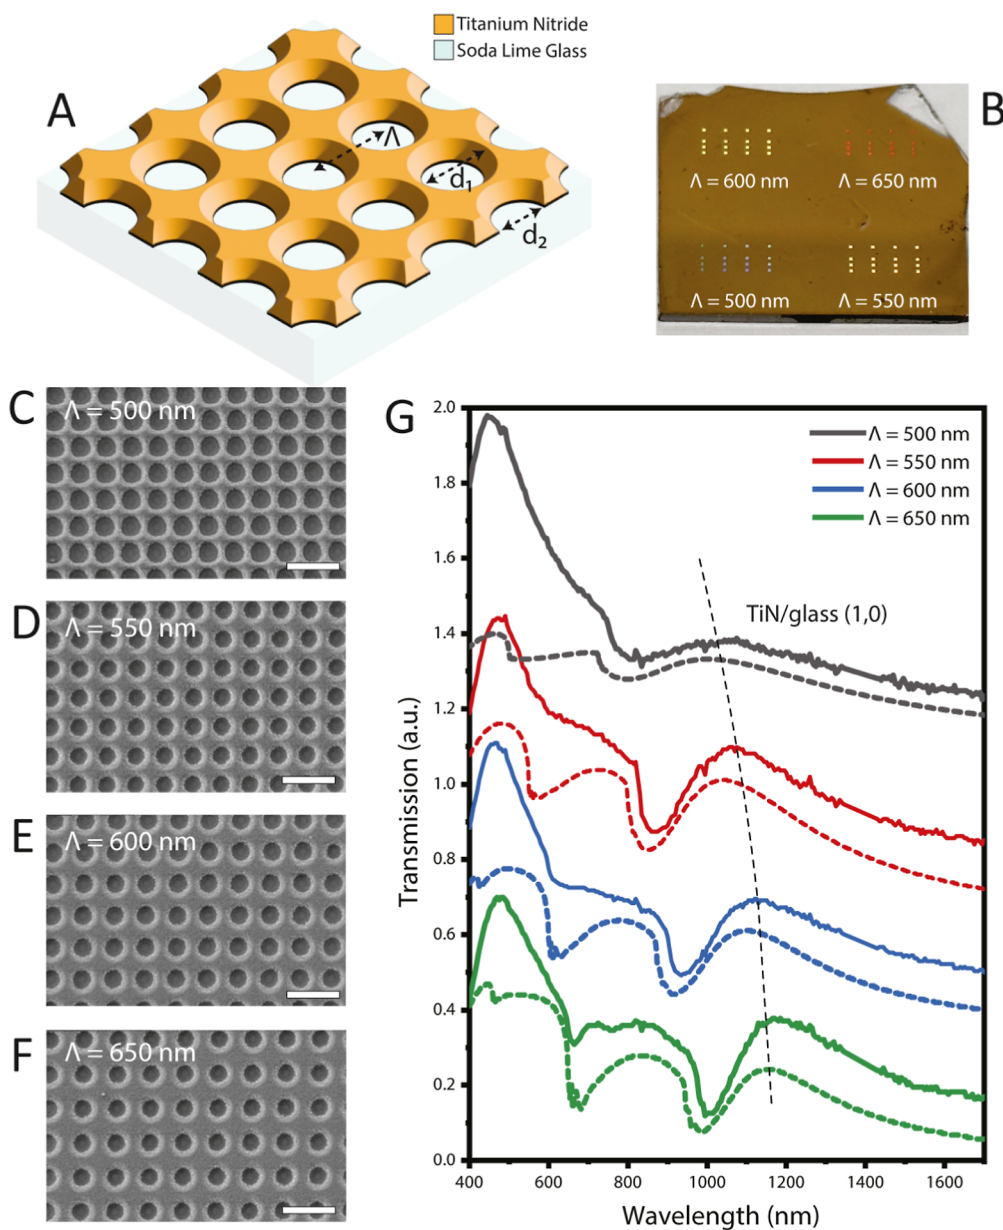 Titanium Nitride
Soda Lime Glass
A
Λ
d₁
d₂
B
Λ = 600 nm
Λ = 650 nm
Λ = 500 nm
Λ = 550 nm
C
Λ = 500 nm
D
Λ = 550 nm
E
Λ = 600 nm
F
Λ = 650 nm
G
2.0
1.8
1.6
1.4
1.2
1.0
0.8
0.6
0.4
0.2
0.0
Transmission (a.u.)
Λ = 500 nm
Λ = 550 nm
Λ = 600 nm
Λ = 650 nm
TiN/glass (1,0)
400 600 800 1000 1200 1400 1600
Wavelength (nm)